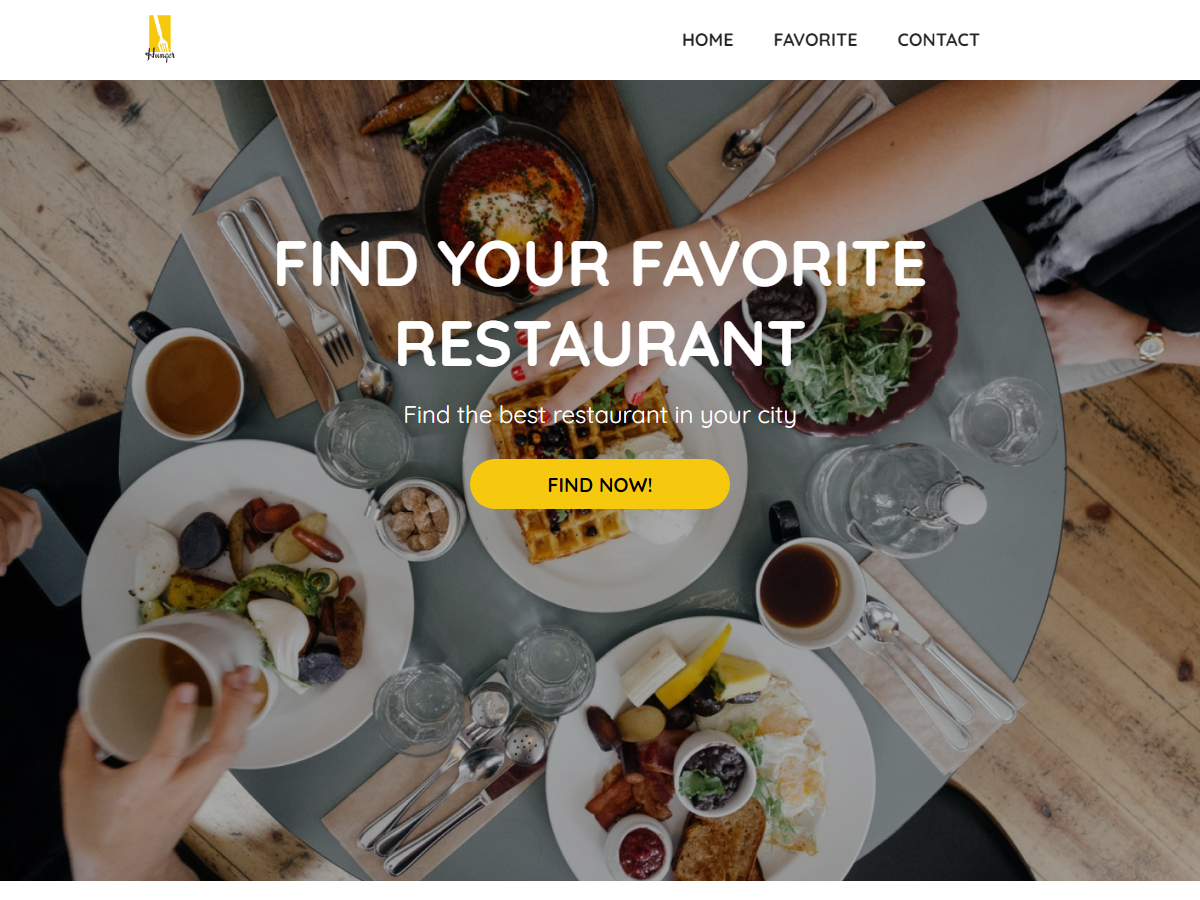 Hunger
HOME FAVORITE CONTACT
FIND YOUR FAVORITE
RESTAURANT
Find the best restaurant in your city
FIND NOW!